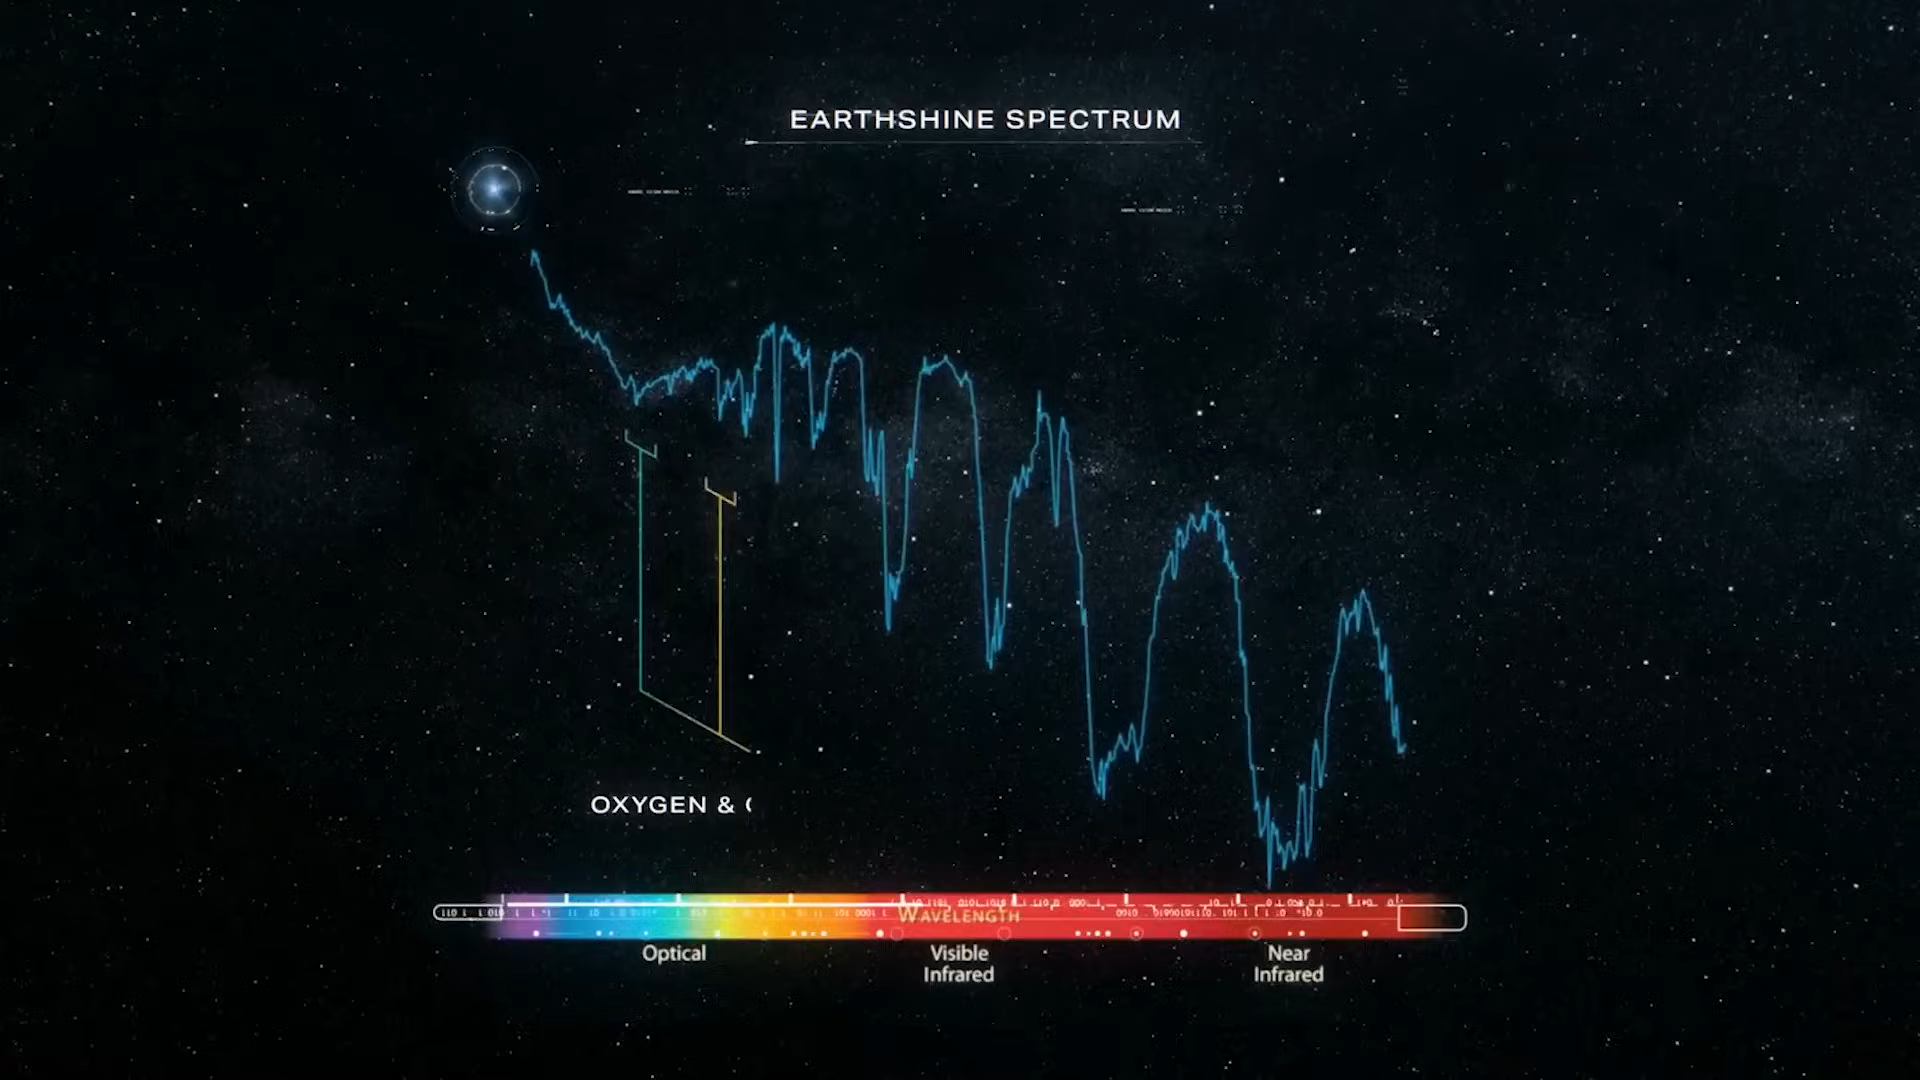 EARTHSHINE SPECTRUM
OXYGEN &
WAVELENGTH
Optical
Visible
Infrared
Near
Infrared